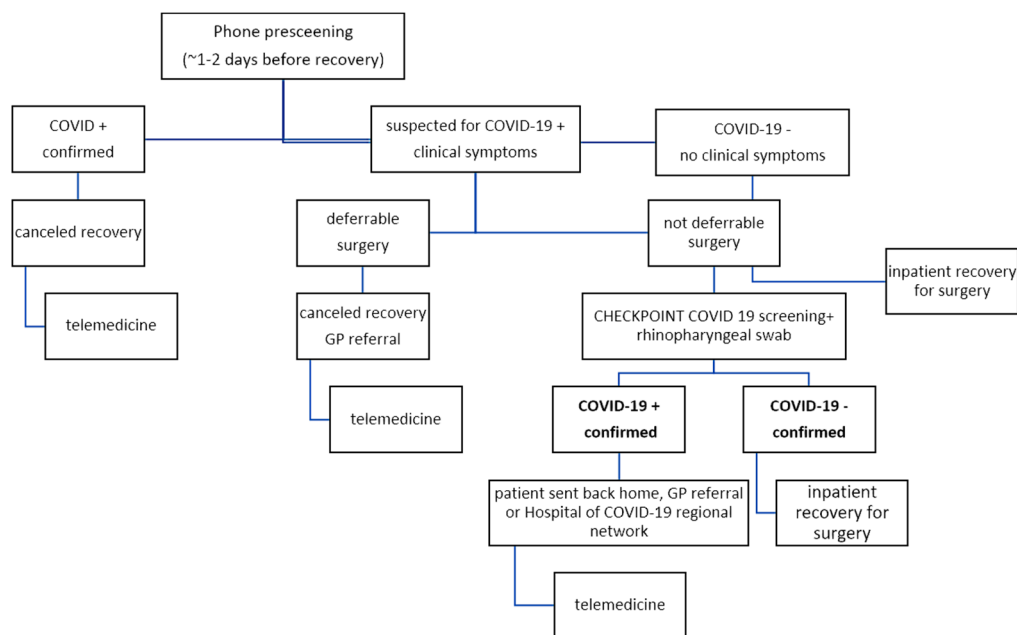 Phone presceening
(~1-2 days before recovery)
COVID +
confirmed
suspected for COVID-19 +
clinical symptoms
COVID-19 -
no clinical symptoms
canceled recovery
deferrable
surgery
not deferrable
surgery
inpatient recovery
for surgery
telemedicine
canceled recovery
GP referral
CHECKPOINT COVID 19 screening+
rhinopharyngeal swab
telemedicine
COVID-19 +
confirmed
COVID-19 -
confirmed
patient sent back home, GP referral
or Hospital of COVID-19 regional
network
inpatient
recovery for
surgery
telemedicine